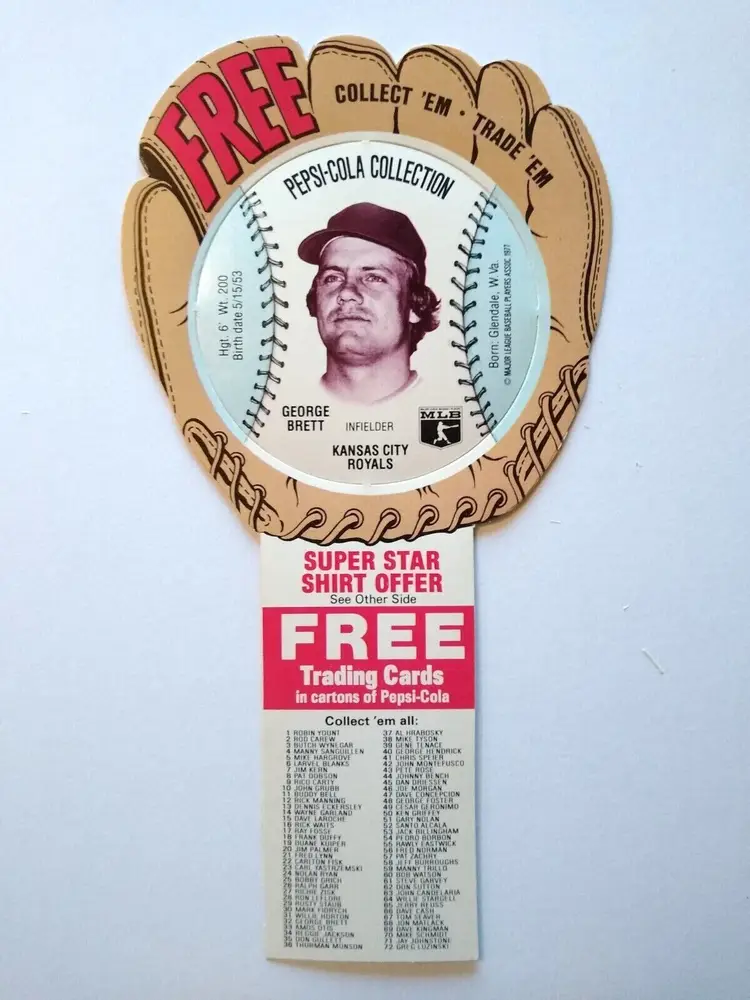 FREE
COLLECT 'EM • TRADE 'EM
PEPSI-COLA COLLECTION
Hgt. 6' Wt. 200
Birth date 5/15/53
Born: Glendale, W. Va.
© MAJOR LEAGUE BASEBALL PLAYERS ASSOC. 1977
GEORGE
BRETT
INFIELDER
MLB
KANSAS CITY
ROYALS
SUPER STAR
SHIRT OFFER
See Other Side
FREE
Trading Cards
in cartons of Pepsi-Cola
Collect 'em all:
1 ROBIN YOUNT
2 ROD CAREW
3 BUTCH WYNEGAR
4 MANNY SANGUILLEN
5 MIKE HARGROVE
6 LARVEL BLANKS
7 JIM KERN
8 PAT DOBSON
9 RICO CARTY
10 JOHN GRUBB
11 BUDDY BELL
12 RICK MANNING
13 DENNIS ECKERSLEY
14 WAYNE GARLAND
15 DAVE LAROCHE
16 RICK WAITS
17 RAY FOSSE
18 FRANK DUFFY
19 DUANE KUIPER
20 JIM PALMER
21 FRED LYNN
22 CARLTON FISK
23 CARL YASTRZEMSKI
24 NOLAN RYAN
25 BOBBY GRICH
26 RALPH GARR
27 RICHIE ZISK
28 RON LEFLORE
29 RUSTY STAUB
30 MARK FIDRYCH
31 WILLIE HORTON
32 GEORGE BRETT
33 AMOS OTIS
34 REGGIE JACKSON
35 DON GULLETT
36 THURMAN MUNSON
37 AL HRABOSKY
38 MIKE TYSON
39 GENE TENACE
40 GEORGE HENDRICK
41 CHRIS SPEIER
42 JOHN MONTEFUSCO
43 PETE ROSE
44 JOHNNY BENCH
45 DAN DRIESSEN
46 JOE MORGAN
47 DAVE CONCEPCION
48 GEORGE FOSTER
49 CESAR GERONIMO
50 KEN GRIFFEY
51 GARY NOLAN
52 SANTO ALCALA
53 JACK BILLINGHAM
54 PEDRO BORBON
55 RAWLY EASTWICK
56 FRED NORMAN
57 PAT ZACHRY
58 JEFF BURROUGHS
59 MANNY TRILLO
60 BOB WATSON
61 STEVE GARVEY
62 DON SUTTON
63 JOHN CANDELARIA
64 WILLIE STARGELL
65 JERRY REUSS
66 DAVE CASH
67 TOM SEAVER
68 JON MATLACK
69 DAVE KINGMAN
70 MIKE SCHMIDT
71 JAY JOHNSTONE
72 GREG LUZINSKI